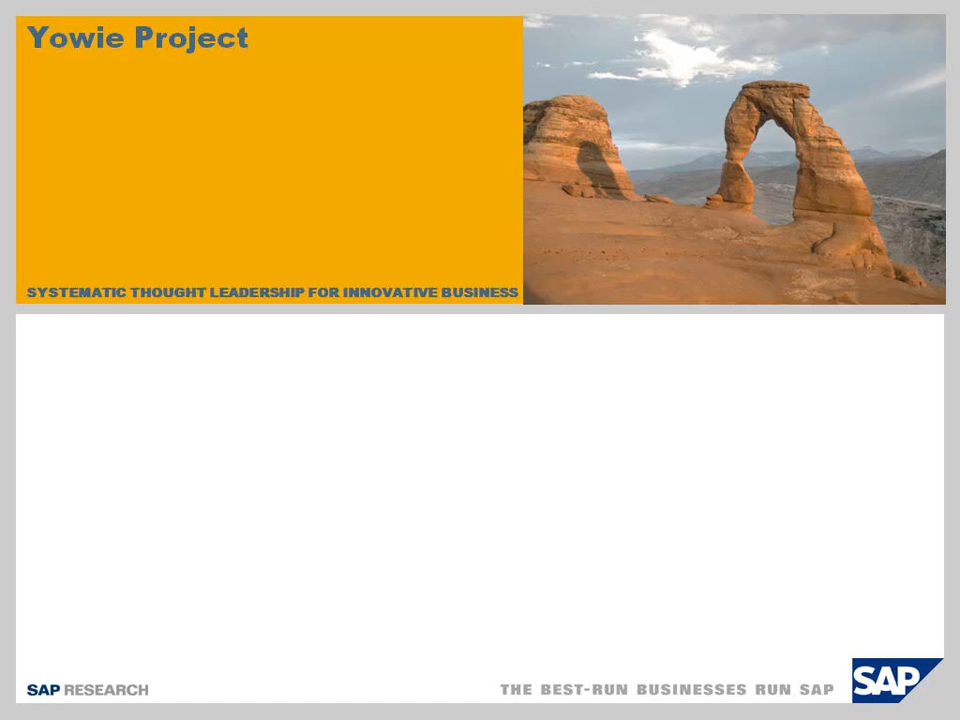 Yowie Project
SYSTEMATIC THOUGHT LEADERSHIP FOR INNOVATIVE BUSINESS
SAP RESEARCH
THE BEST-RUN BUSINESSES RUN SAP
SAP